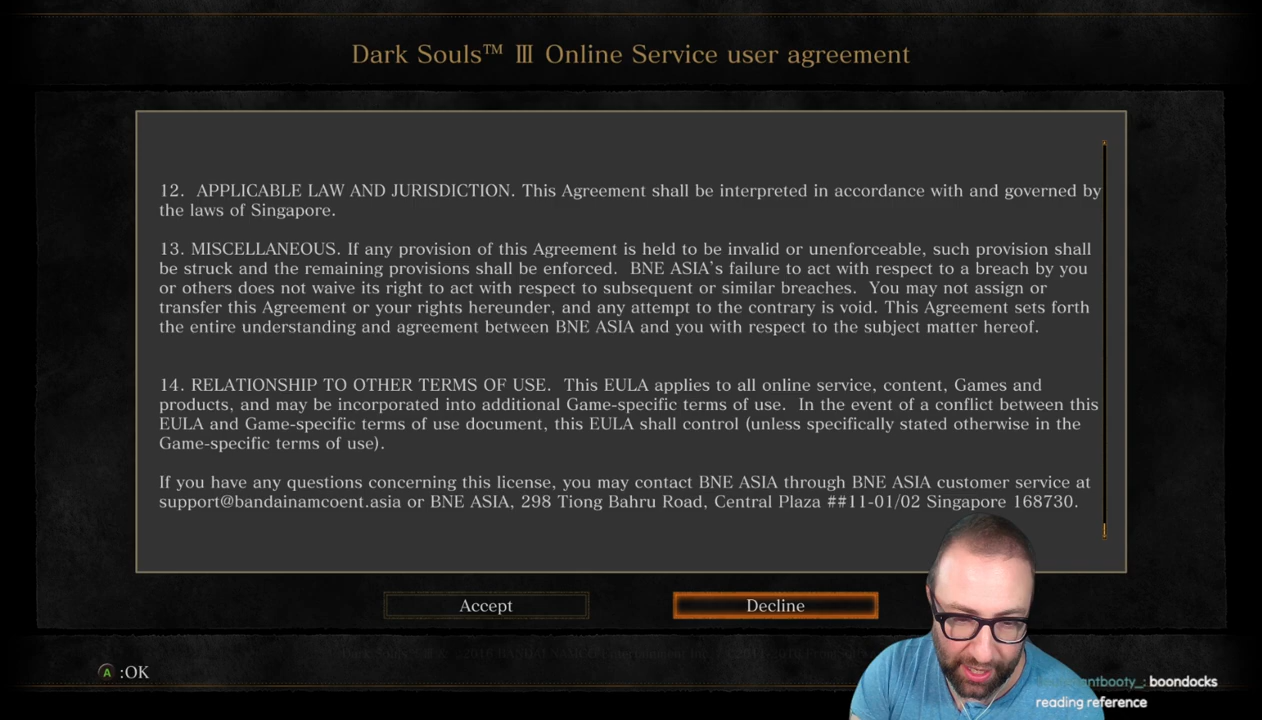 Dark Souls™ Ⅲ Online Service user agreement
12. APPLICABLE LAW AND JURISDICTION. This Agreement shall be interpreted in accordance with and governed by
the laws of Singapore.
13. MISCELLANEOUS. If any provision of this Agreement is held to be invalid or unenforceable, such provision shall
be struck and the remaining provisions shall be enforced. BNE ASIA's failure to act with respect to a breach by you
or others does not waive its right to act with respect to subsequent or similar breaches. You may not assign or
transfer this Agreement or your rights hereunder, and any attempt to the contrary is void. This Agreement sets forth
the entire understanding and agreement between BNE ASIA and you with respect to the subject matter hereof.
14. RELATIONSHIP TO OTHER TERMS OF USE. This EULA applies to all online service, content, Games and
products, and may be incorporated into additional Game-specific terms of use. In the event of a conflict between this
EULA and Game-specific terms of use document, this EULA shall control (unless specifically stated otherwise in the
Game-specific terms of use).
If you have any questions concerning this license, you may contact BNE ASIA through BNE ASIA customer service at
support@bandainamcoent.asia or BNE ASIA, 298 Tiong Bahru Road, Central Plaza ##11-01/02 Singapore 168730.
Accept
Decline
A :OK
boondocks
reading reference